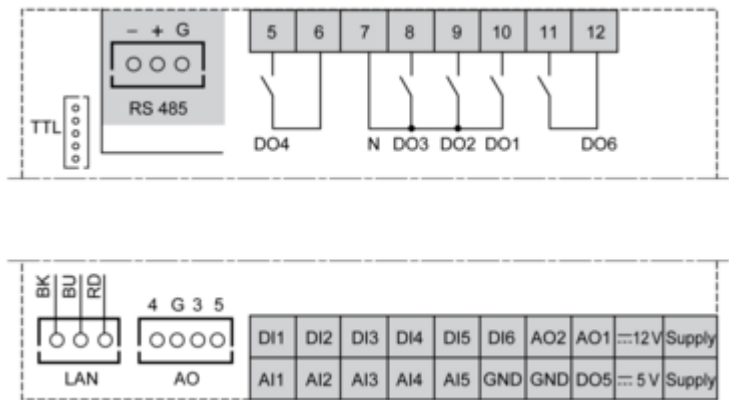 − + G
5 6 7 8 9 10 11 12
RS 485
TTL
DO4 N DO3 DO2 DO1 DO6
BK BU RD
4 G 3 5
DI1 DI2 DI3 DI4 DI5 DI6 AO2 AO1 ⎓12 V Supply
LAN AO
AI1 AI2 AI3 AI4 AI5 GND GND DO5 ⎓ 5 V Supply